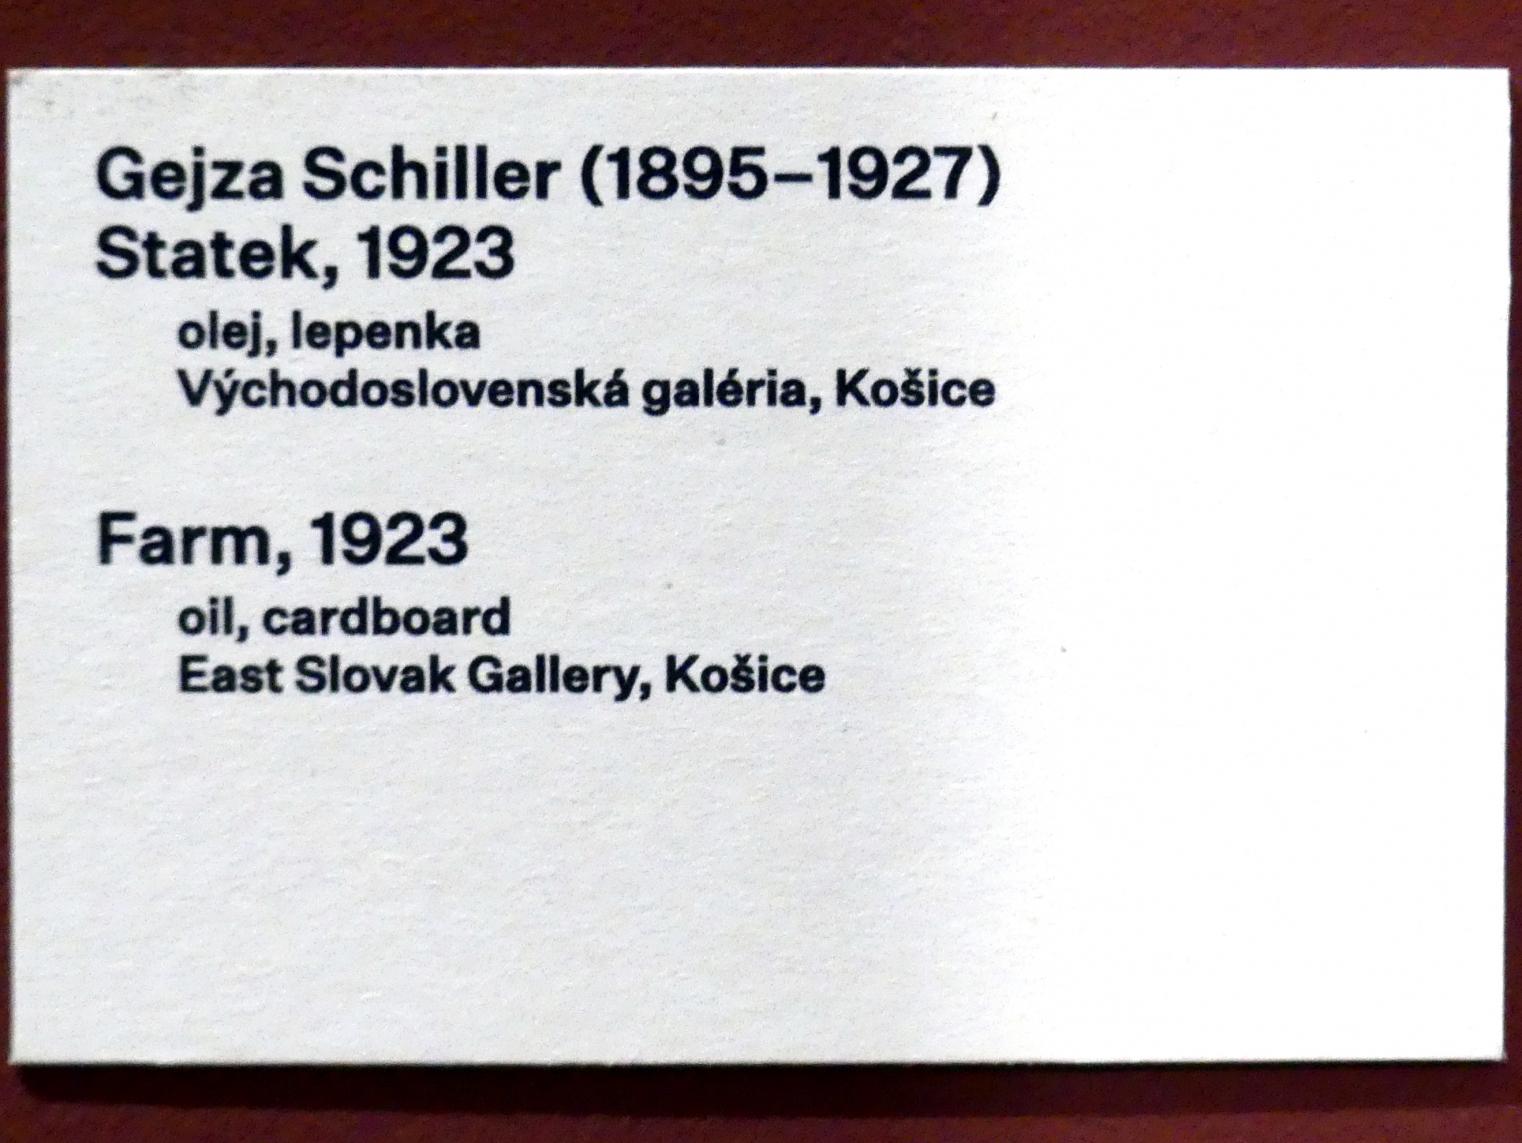 Gejza Schiller (1895–1927)
Statek, 1923
olej, lepenka
Východoslovenská galéria, Košice
Farm, 1923
oil, cardboard
East Slovak Gallery, Košice